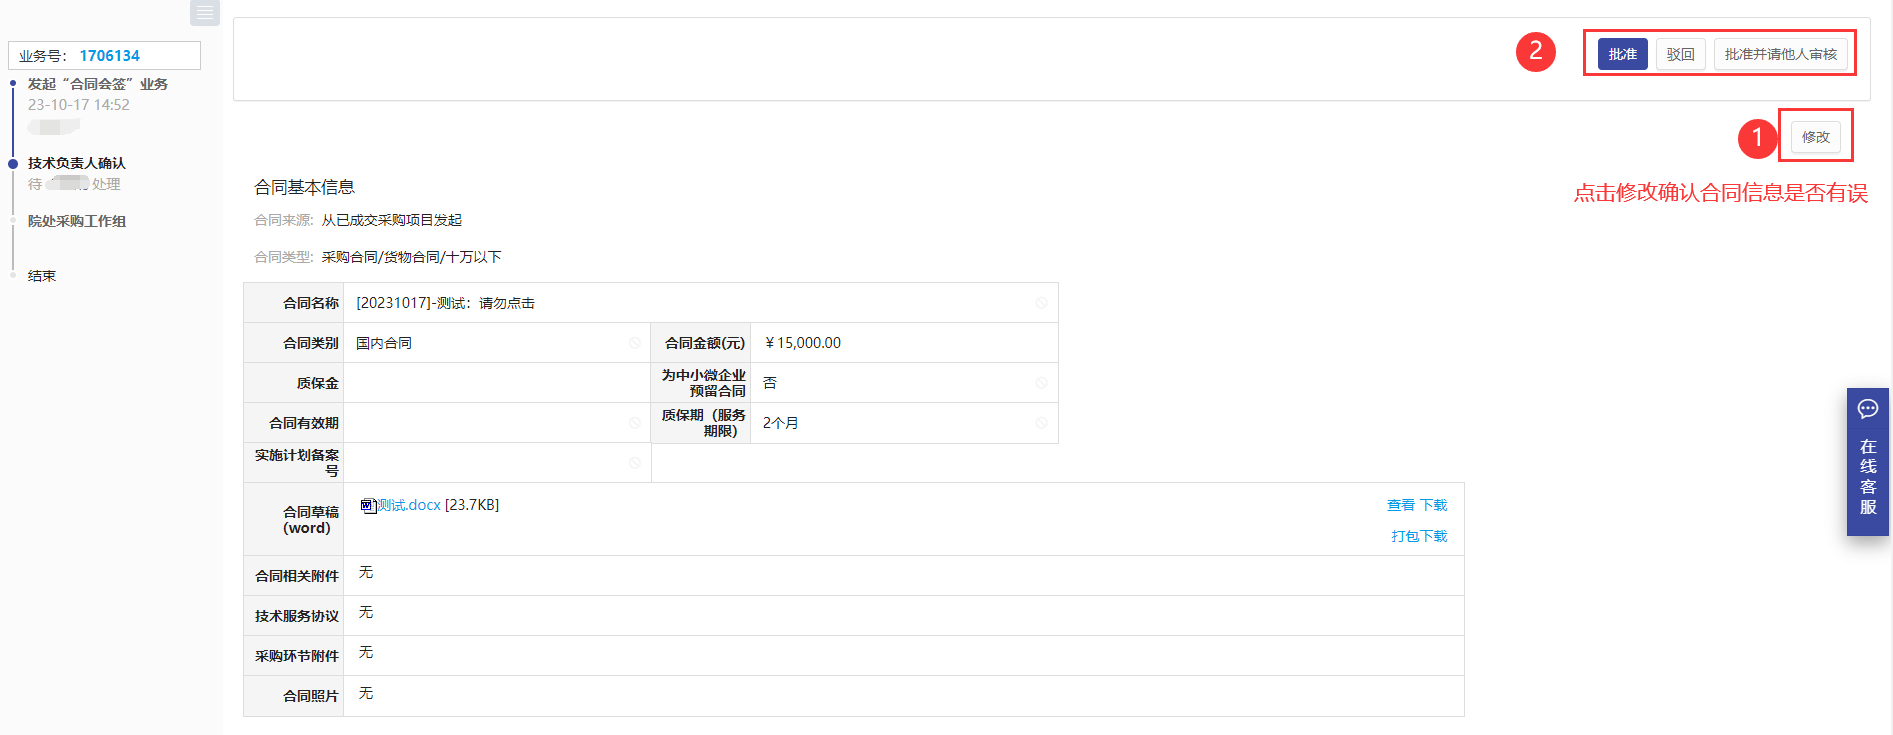 业务号： 1706134
发起“合同会签”业务
23-10-17 14:52
技术负责人确认
待 处理
院处采购工作组
结束
2
批准 驳回 批准并请他人审核
1
修改
点击修改确认合同信息是否有误
合同基本信息
合同来源: 从已成交采购项目发起
合同类型: 采购合同/货物合同/十万以下
合同名称 [20231017]-测试：请勿点击
合同类别 国内合同 合同金额(元) ￥15,000.00
质保金 为中小微企业
预留合同 否
合同有效期 质保期（服务
期限） 2个月
实施计划备案
号
合同草稿
（word） 测试.docx [23.7KB] 查看 下载
打包下载
合同相关附件 无
技术服务协议 无
采购环节附件 无
合同照片 无
在线客服